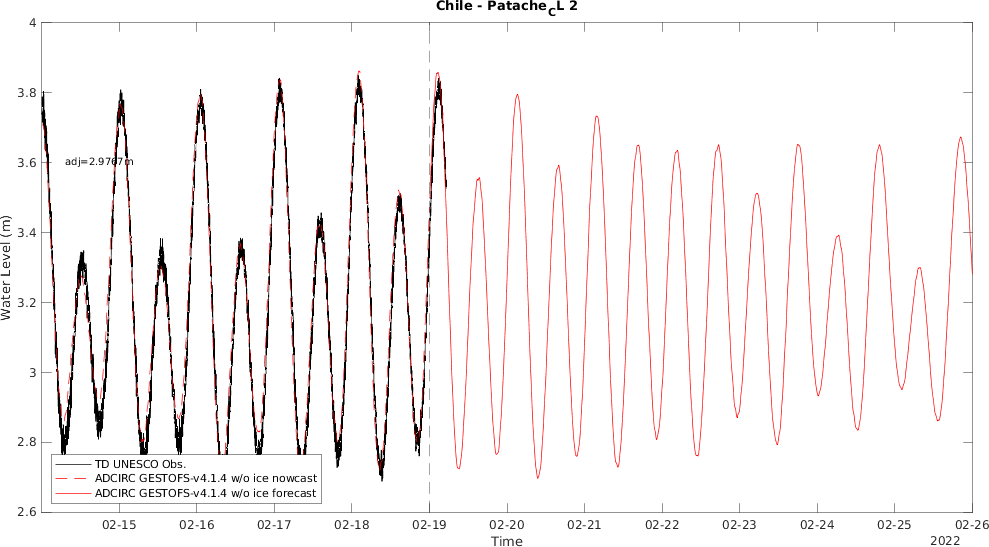 Chile - Patache_CL 2
Water Level (m)
4
3.8
3.6
3.4
3.2
3
2.8
2.6
adj=2.9767m
TD UNESCO Obs.
ADCIRC GESTOFS-v4.1.4 w/o ice nowcast
ADCIRC GESTOFS-v4.1.4 w/o ice forecast
02-15 02-16 02-17 02-18 02-19 02-20 02-21 02-22 02-23 02-24 02-25 02-26
Time
2022